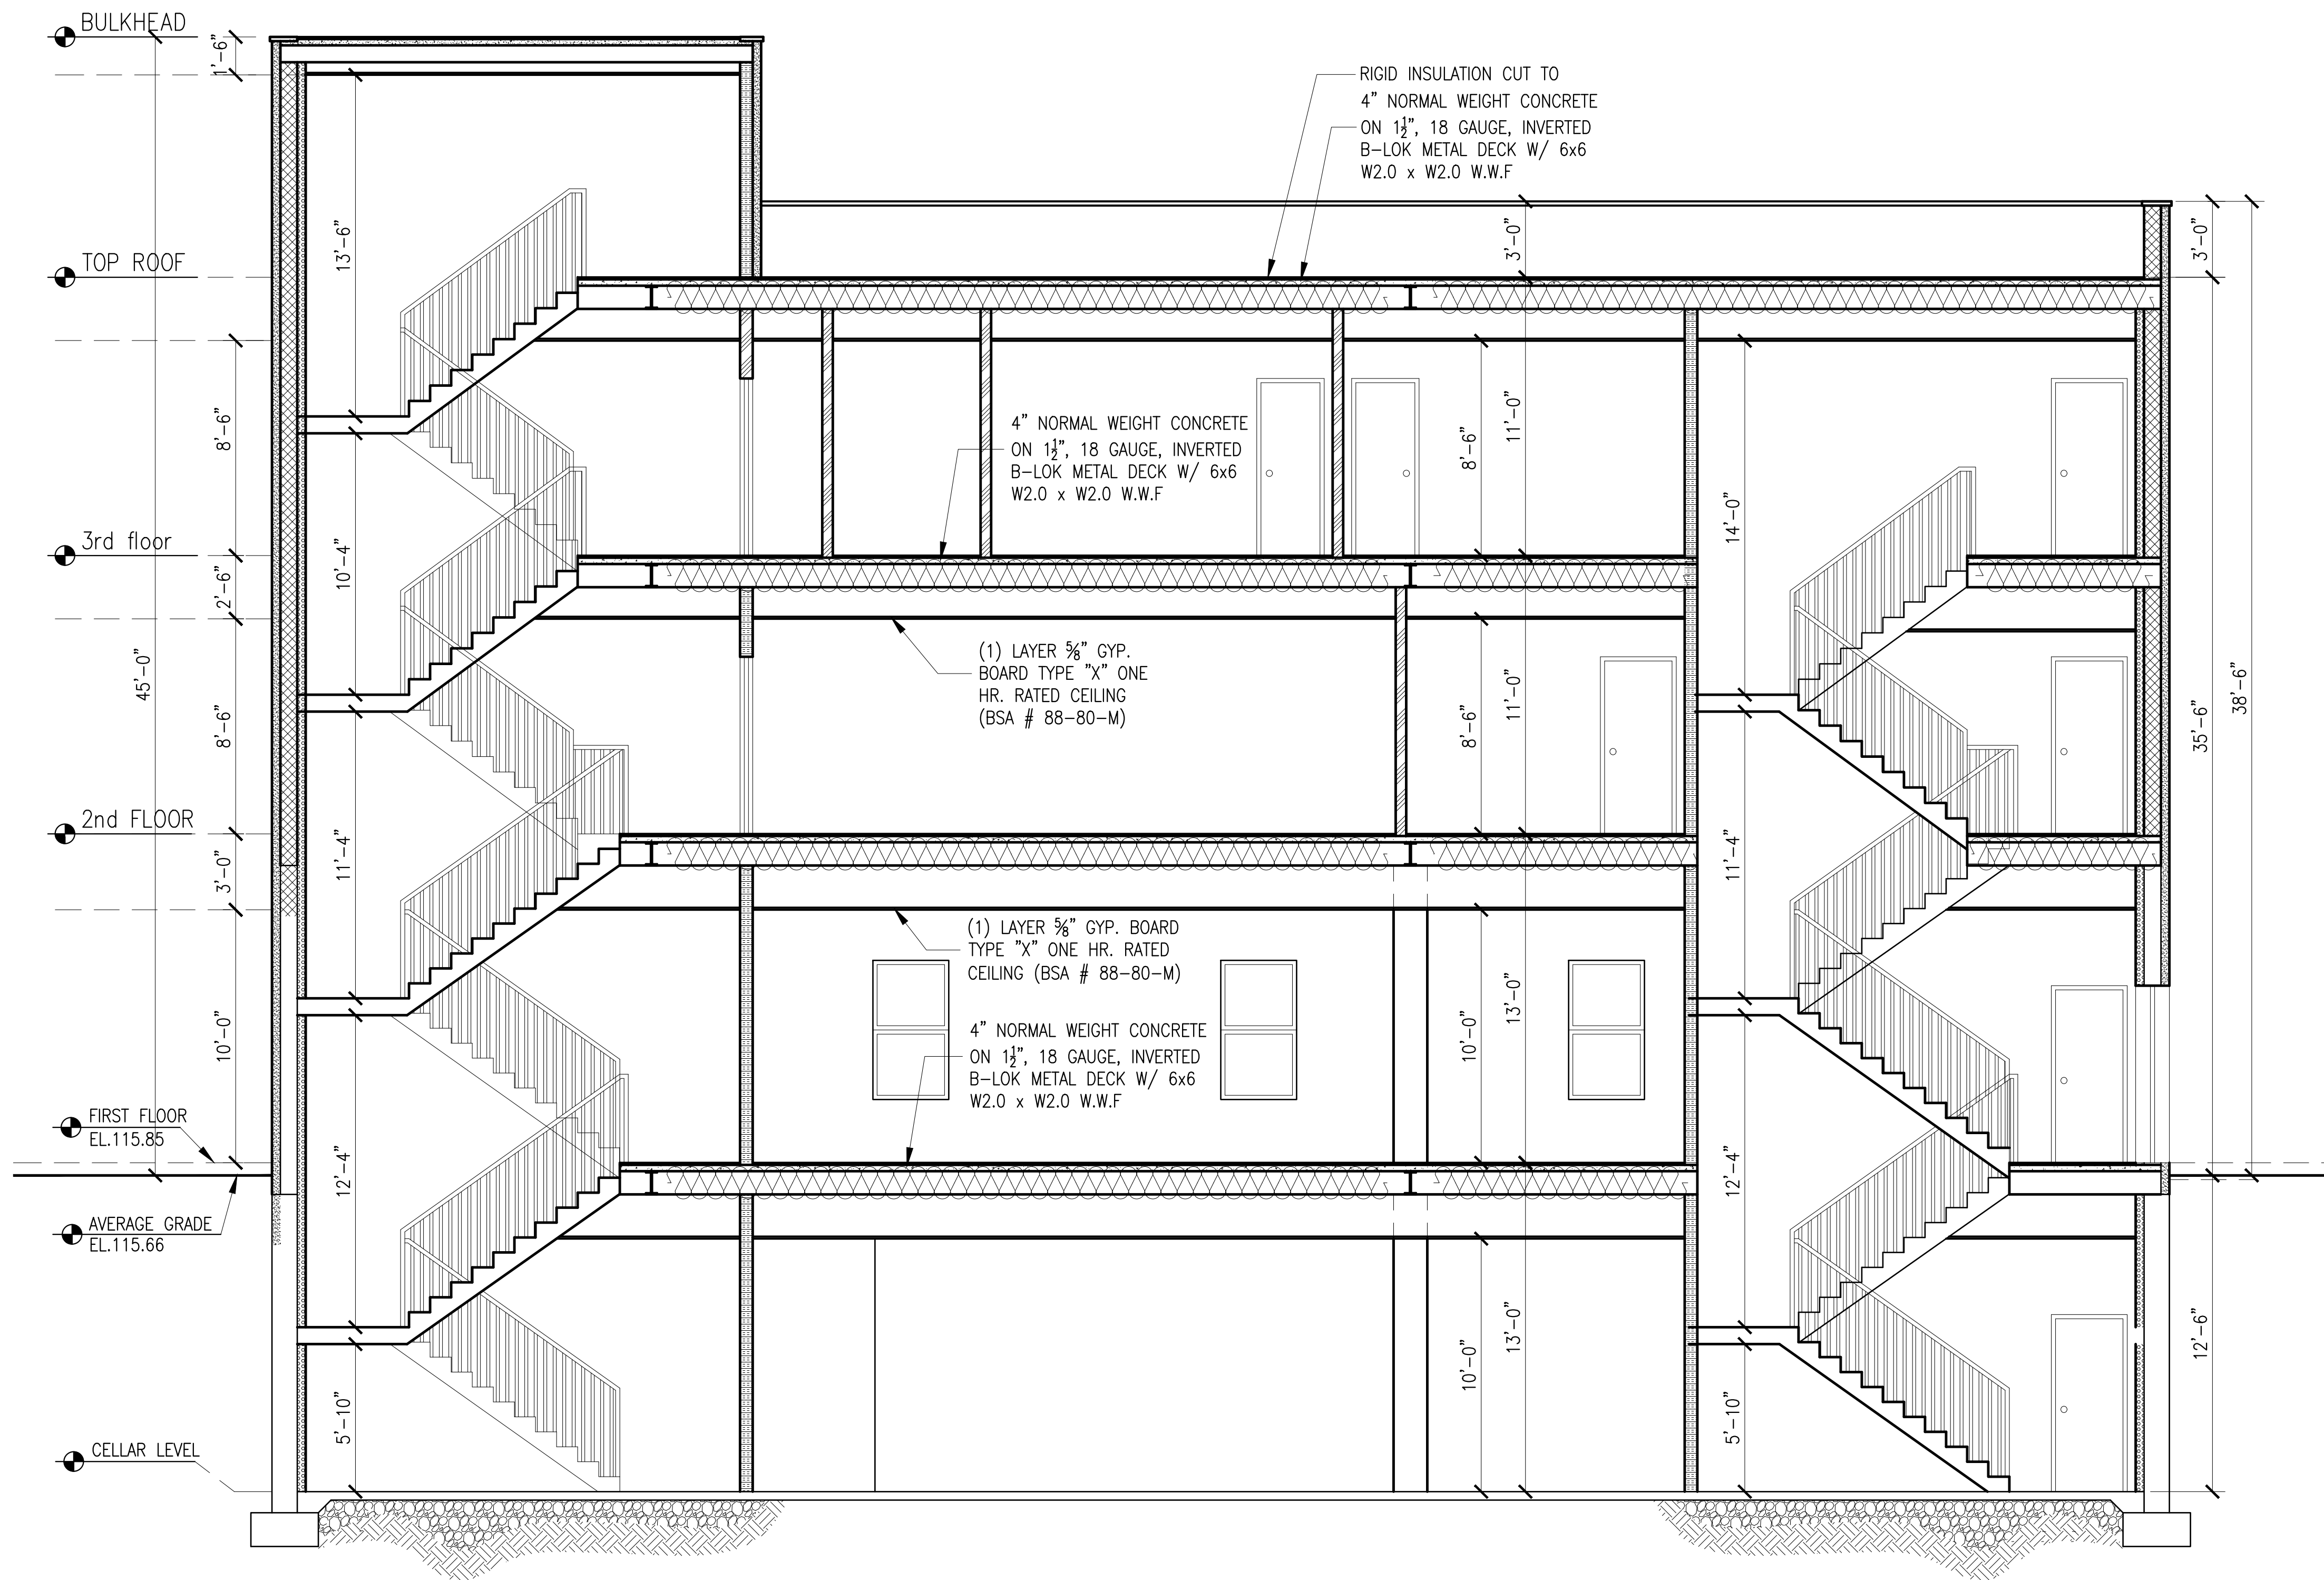 BULKHEAD
1'-6"
RIGID INSULATION CUT TO
4" NORMAL WEIGHT CONCRETE
ON 1½", 18 GAUGE, INVERTED
B-LOK METAL DECK W/ 6x6
W2.0 x W2.0 W.W.F
13'-6"
3'-0"
3'-0"
TOP ROOF
8'-6"
4" NORMAL WEIGHT CONCRETE
ON 1½", 18 GAUGE, INVERTED
B-LOK METAL DECK W/ 6x6
W2.0 x W2.0 W.W.F
8'-6"
11'-0"
14'-0"
3rd floor
2'-6"
10'-4"
45'-0"
8'-6"
(1) LAYER ⅝" GYP.
BOARD TYPE "X" ONE
HR. RATED CEILING
(BSA # 88-80-M)
8'-6"
11'-0"
35'-6"
38'-6"
2nd FLOOR
3'-0"
11'-4"
11'-4"
(1) LAYER ⅝" GYP. BOARD
TYPE "X" ONE HR. RATED
CEILING (BSA # 88-80-M)
10'-0"
4" NORMAL WEIGHT CONCRETE
ON 1½", 18 GAUGE, INVERTED
B-LOK METAL DECK W/ 6x6
W2.0 x W2.0 W.W.F
10'-0"
13'-0"
FIRST FLOOR
EL.115.85
12'-4"
12'-4"
AVERAGE GRADE
EL.115.66
10'-0"
13'-0"
12'-6"
5'-10"
5'-10"
CELLAR LEVEL